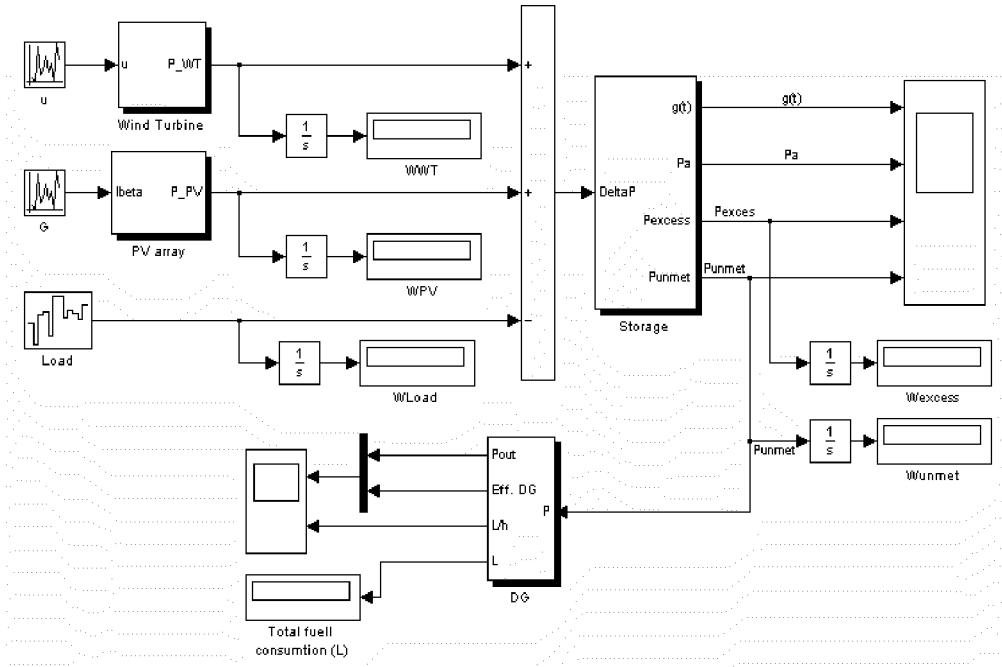 u
P_WT
u
Wind Turbine
+
1
s
WWT
Ibeta
P_PV
G
PV array
+
1
s
WPV
Load
−
1
s
WLoad
DeltaP
g(t)
Pa
Pexcess
Punmet
Storage
g(t)
Pa
Pexces
Punmet
1
s
Wexcess
Punmet
1
s
Wunmet
Pout
Eff. DG
L/h
L
P
DG
Total fuell
consumtion (L)